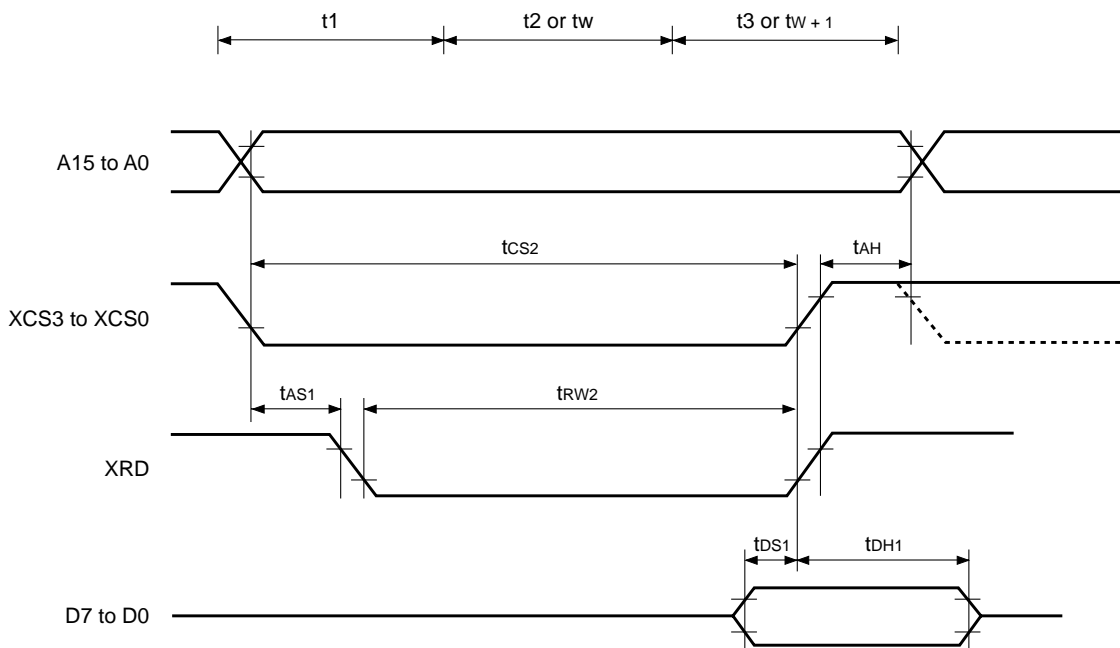 t1 t2 or tw t3 or tW + 1
A15 to A0
tCS2 tAH
XCS3 to XCS0
tAS1 tRW2
XRD
tDS1 tDH1
D7 to D0